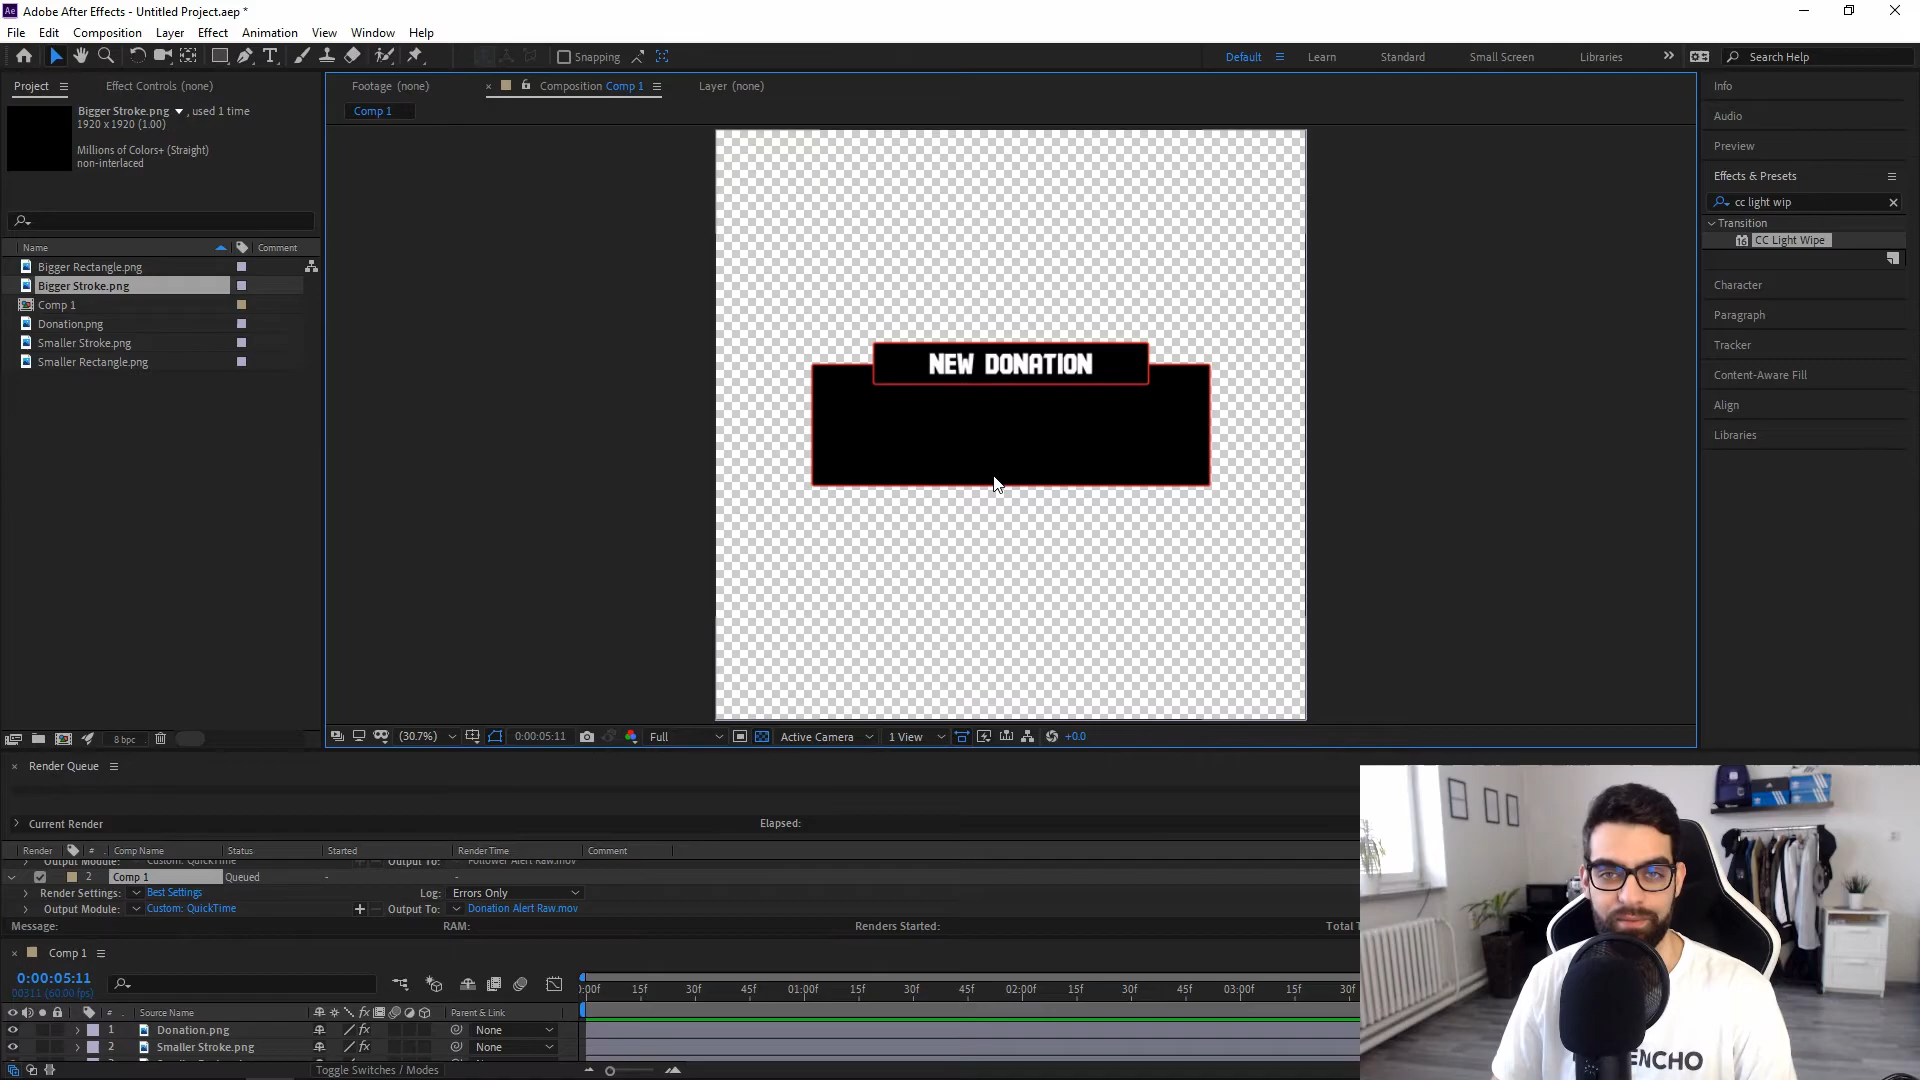 Adobe After Effects - Untitled Project.aep *
File Edit Composition Layer Effect Animation View Window Help
Snapping
Default Learn Standard Small Screen Libraries Search Help
Project Effect Controls (none)
Bigger Stroke.png , used 1 time
1920 x 1920 (1.00)
Millions of Colors+ (Straight)
non-interlaced
Name Comment
Bigger Rectangle.png
Bigger Stroke.png
Comp 1
Donation.png
Smaller Stroke.png
Smaller Rectangle.png
8 bpc
Footage (none) Composition Comp 1 Layer (none)
Comp 1
NEW DONATION
(30.7%) 0:00:05:11 Full Active Camera 1 View +0.0
Info
Audio
Preview
Effects & Presets
cc light wip
Transition
CC Light Wipe
Character
Paragraph
Tracker
Content-Aware Fill
Align
Libraries
Render Queue
Current Render Elapsed:
Render # Comp Name Status Started Render Time Comment
Output Module: Custom: QuickTime Output To: Follower Alert Raw.mov
2 Comp 1 Queued - -
Render Settings: Best Settings Log: Errors Only
Output Module: Custom: QuickTime Output To: Donation Alert Raw.mov
Message: RAM: Renders Started: Total T
Comp 1
0:00:05:11
00311 (60.00 fps)
):00f 15f 30f 45f 01:00f 15f 30f 45f 02:00f 15f 30f 45f 03:00f 15f 30f
# Source Name Parent & Link
1 Donation.png None
2 Smaller Stroke.png None
Toggle Switches / Modes
ENCHO